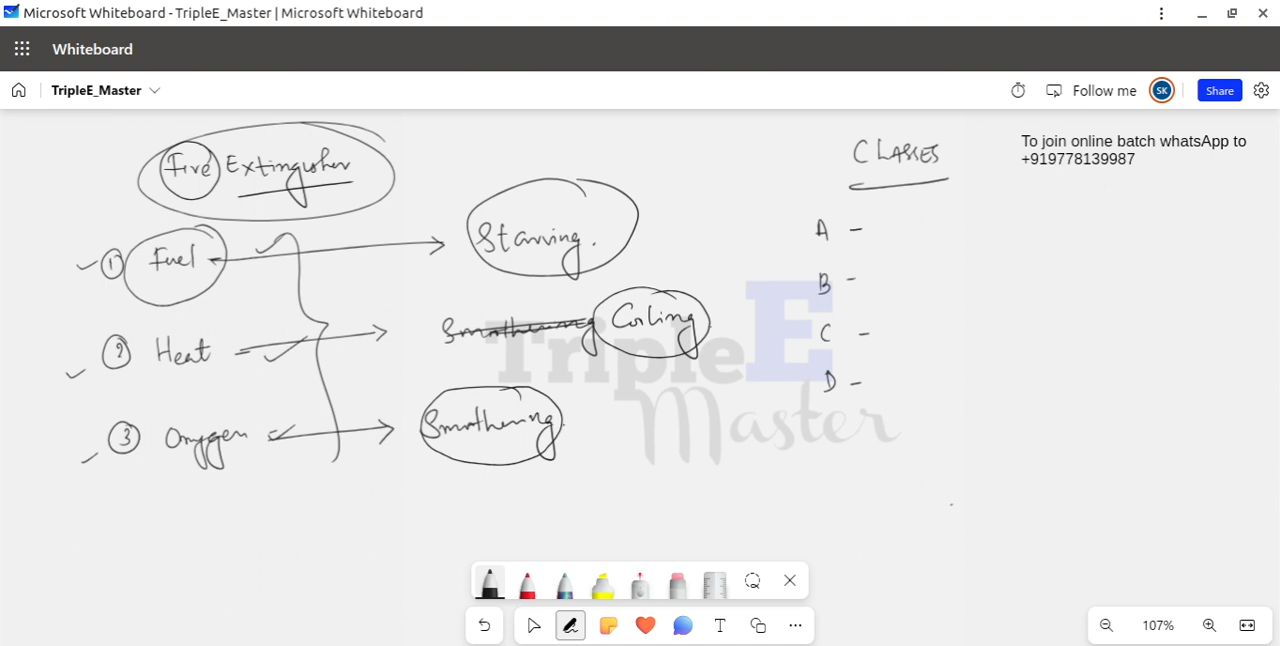 Microsoft Whiteboard - TripleE_Master | Microsoft Whiteboard
Whiteboard
TripleE_Master
Follow me
SK
Share
To join online batch whatsApp to
+919778139987
Fire Extinguisher
① Fuel
Starving.
② Heat
Smothering Cooling
③ Oxygen
Smothering
CLASSES
A -
B -
C -
D -
TripleE
Master
T
107%